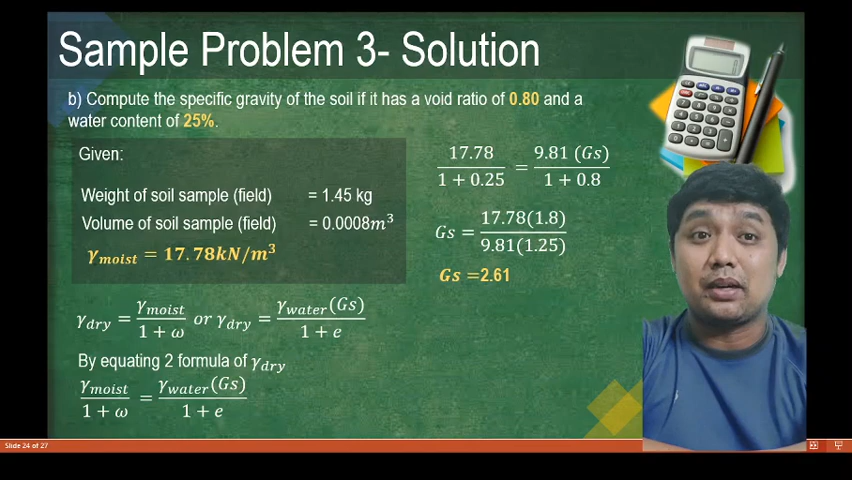 Sample Problem 3- Solution
b) Compute the specific gravity of the soil if it has a void ratio of 0.80 and a
water content of 25%.
Given:
Weight of soil sample (field) = 1.45 kg
Volume of soil sample (field) = 0.0008m³
γmoist = 17.78kN/m³
γdry = γmoist / 1 + ω or γdry = γwater(Gs) / 1 + e
By equating 2 formula of γdry
γmoist / 1 + ω = γwater(Gs) / 1 + e
17.78 / 1 + 0.25 = 9.81 (Gs) / 1 + 0.8
Gs = 17.78(1.8) / 9.81(1.25)
Gs =2.61
Slide 24 of 27